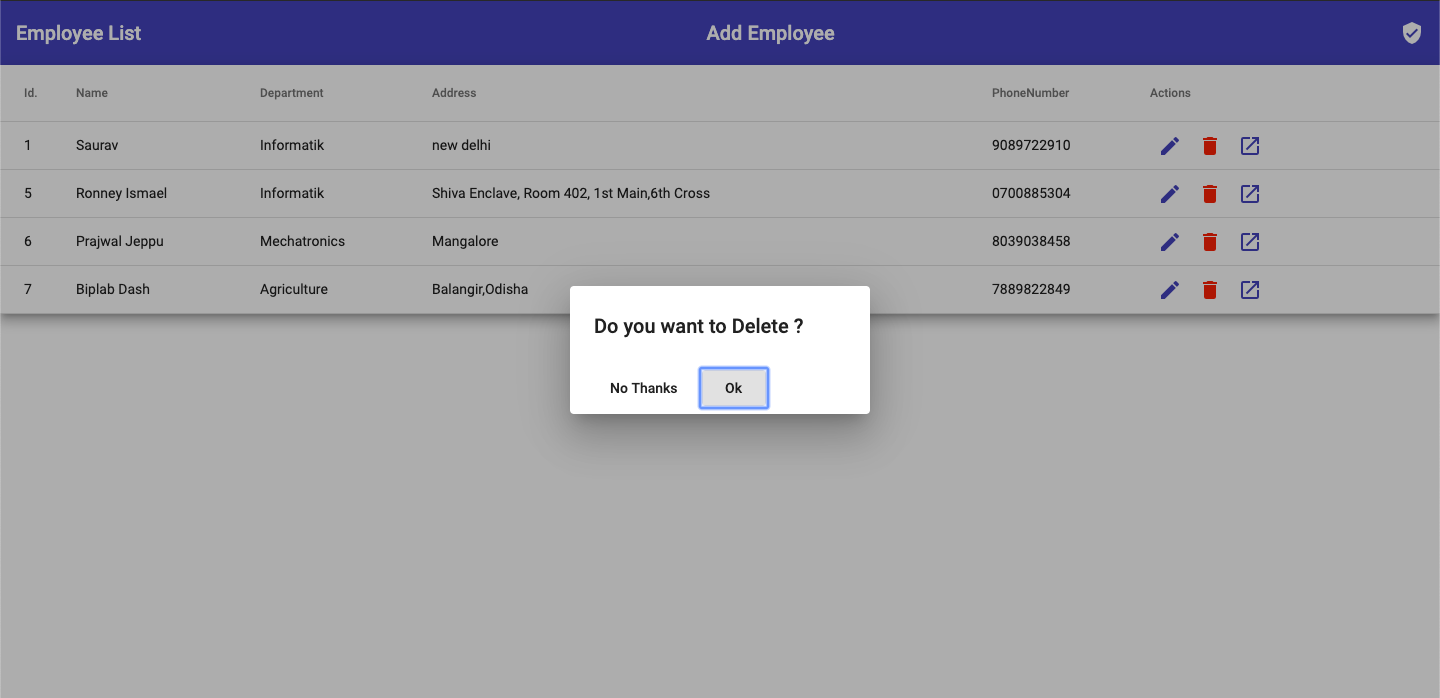 Employee List Add Employee
Id. Name Department Address PhoneNumber Actions
1 Saurav Informatik new delhi 9089722910
5 Ronney Ismael Informatik Shiva Enclave, Room 402, 1st Main,6th Cross 0700885304
6 Prajwal Jeppu Mechatronics Mangalore 8039038458
7 Biplab Dash Agriculture Balangir,Odisha 7889822849
Do you want to Delete ?
No Thanks Ok